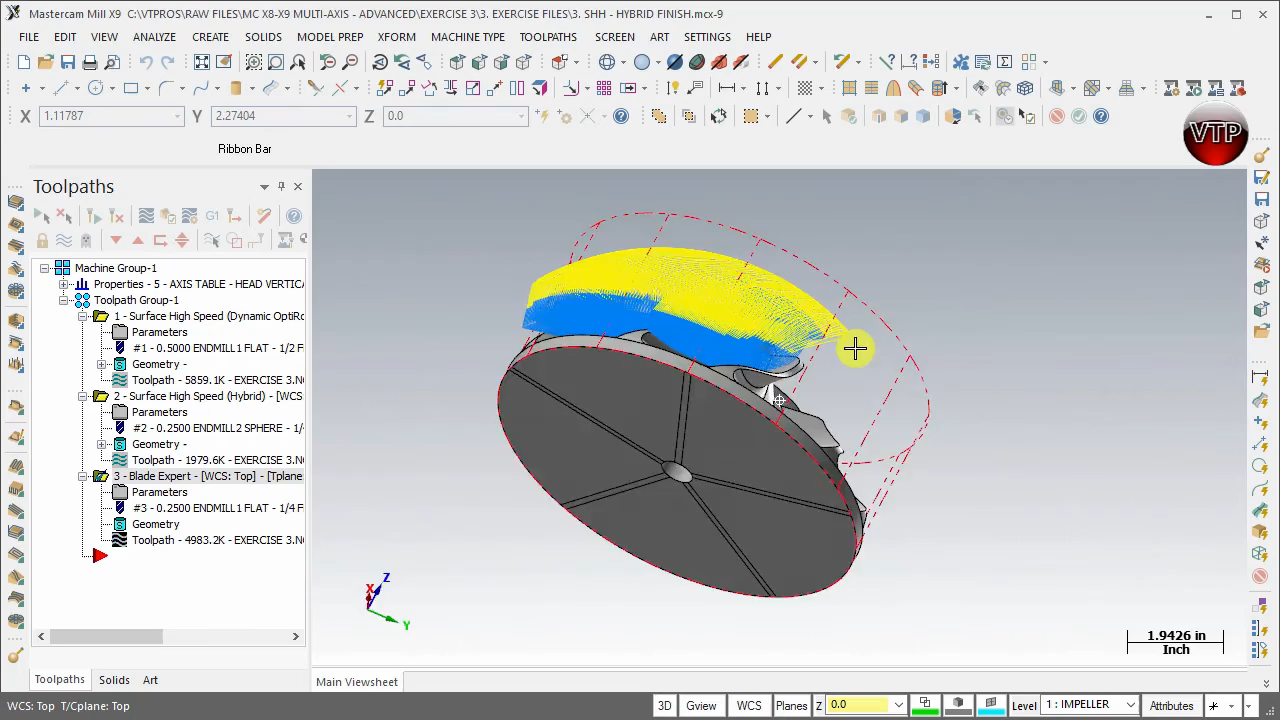 Mastercam Mill X9 C:\VTPROS\RAW FILES\MC X8-X9 MULTI-AXIS - ADVANCED\EXERCISE 3\3. EXERCISE FILES\3. SHH - HYBRID FINISH.mcx-9
FILE EDIT VIEW ANALYZE CREATE SOLIDS MODEL PREP XFORM MACHINE TYPE TOOLPATHS SCREEN ART SETTINGS HELP
X 1.11787 Y 2.27404 Z 0.0
VTP
Ribbon Bar
Toolpaths
G1
Machine Group-1
Properties - 5 - AXIS TABLE - HEAD VERTICA
Toolpath Group-1
1 - Surface High Speed (Dynamic OptiRo
Parameters
#1 - 0.5000 ENDMILL1 FLAT - 1/2 F
Geometry -
Toolpath - 5859.1K - EXERCISE 3.NC
2 - Surface High Speed (Hybrid) - [WCS:
Parameters
#2 - 0.2500 ENDMILL2 SPHERE - 1/4
Geometry -
Toolpath - 1979.6K - EXERCISE 3.NC
3 - Blade Expert - [WCS: Top] - [Tplane
Parameters
#3 - 0.2500 ENDMILL1 FLAT - 1/4 F
Geometry
Toolpath - 4983.2K - EXERCISE 3.NC
X Z Y
1.9426 in
Inch
Toolpaths Solids Art
Main Viewsheet
WCS: Top T/Cplane: Top 3D Gview WCS Planes Z 0.0 Level 1 : IMPELLER Attributes